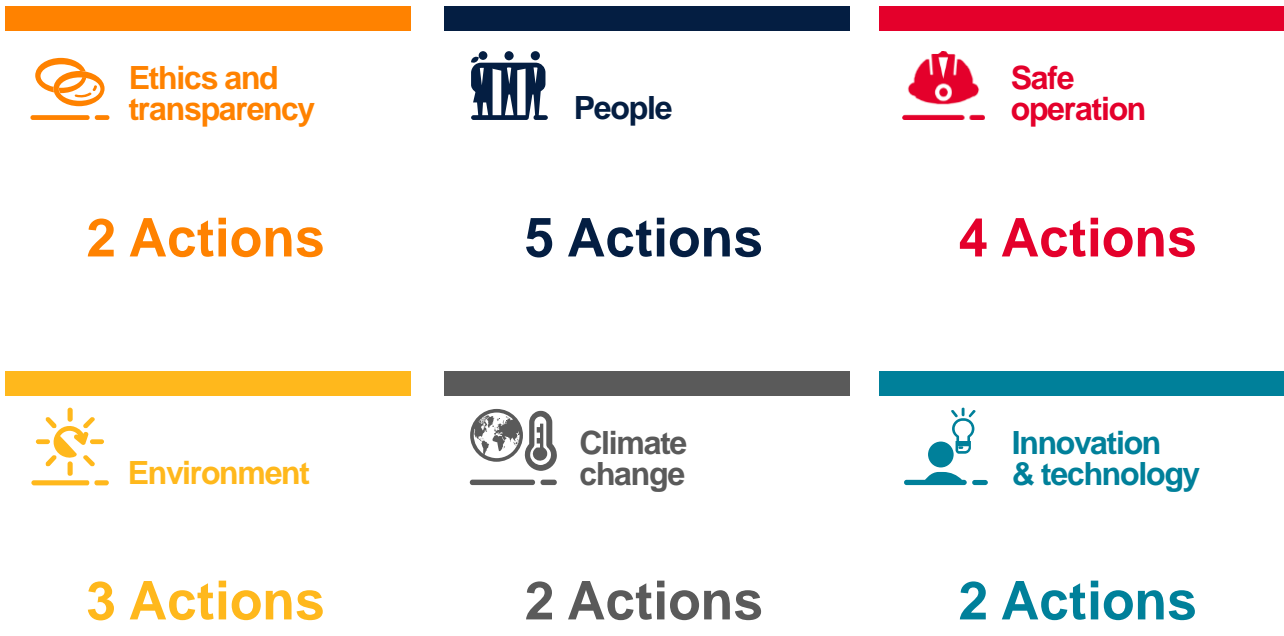 Ethics and
transparency
People
Safe
operation
2 Actions
5 Actions
4 Actions
Environment
Climate
change
Innovation
& technology
3 Actions
2 Actions
2 Actions